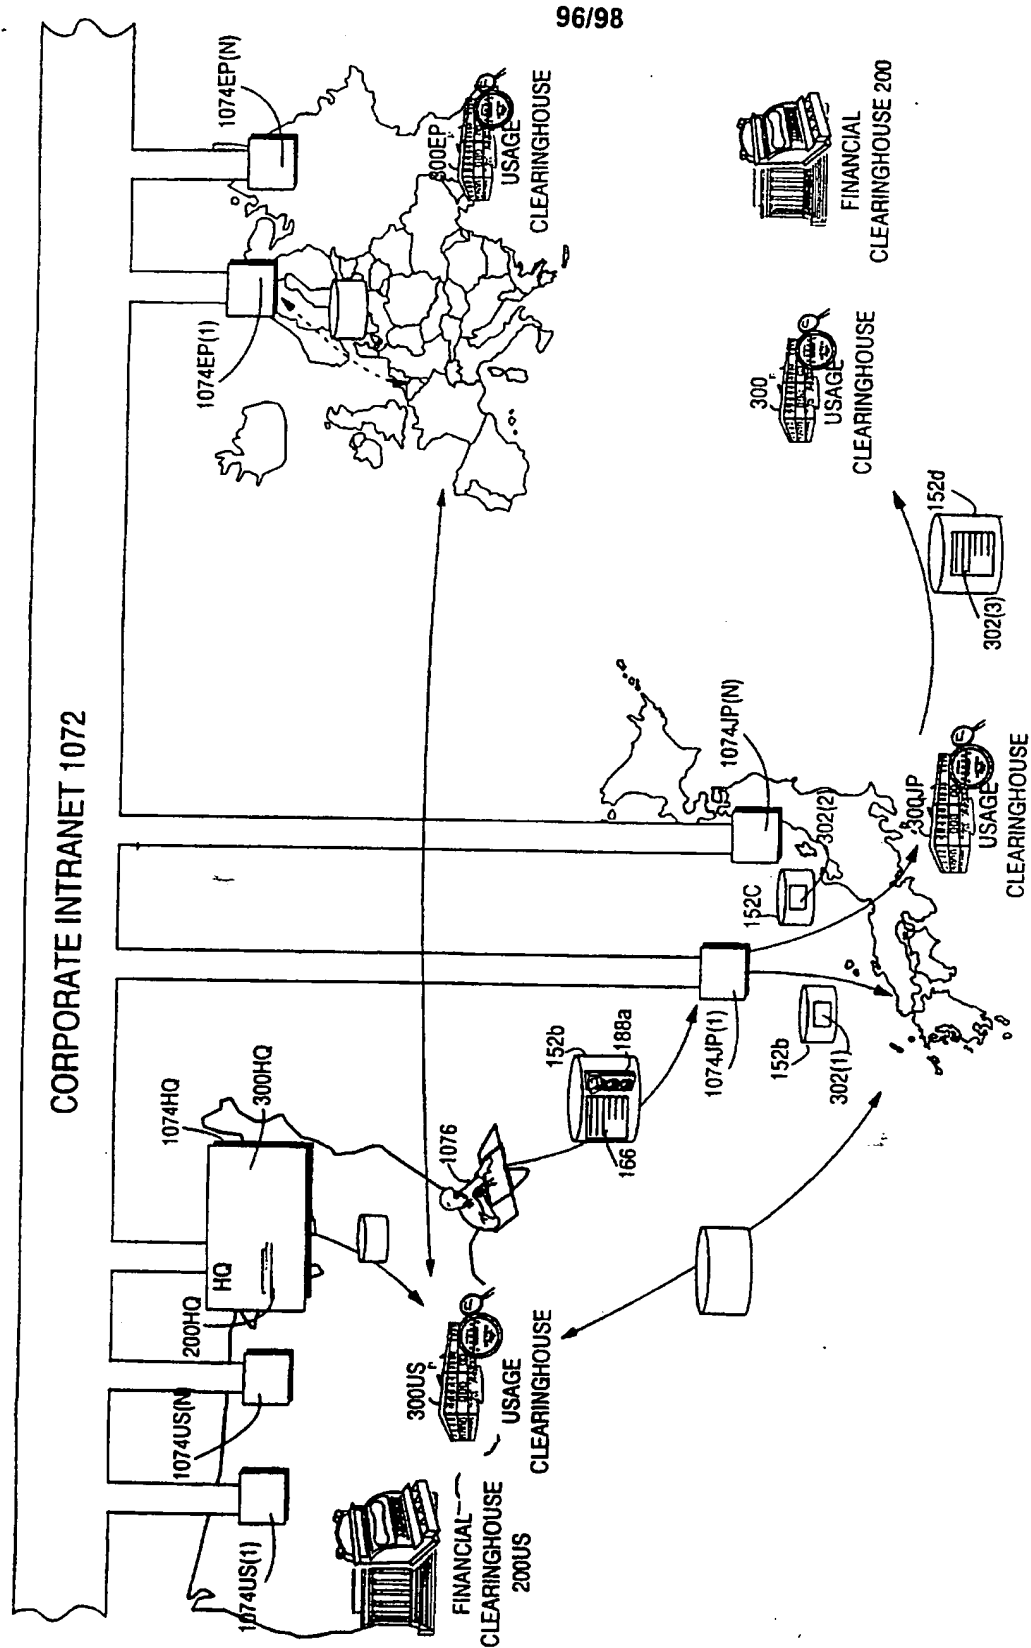 96/98
CORPORATE INTRANET 1072
1074US(1)
1074US(N)
200HQ
HQ
1074HQ
300HQ
1074EP(1)
1074EP(N)
300EP
USAGE
CLEARINGHOUSE
FINANCIAL
CLEARINGHOUSE
200US
300US
USAGE
CLEARINGHOUSE
1076
152b
188a
166
1074JP(1)
1074JP(N)
152C
302(2)
152b
302(1)
300JP
USAGE
CLEARINGHOUSE
152d
302(3)
300
USAGE
CLEARINGHOUSE
FINANCIAL
CLEARINGHOUSE 200